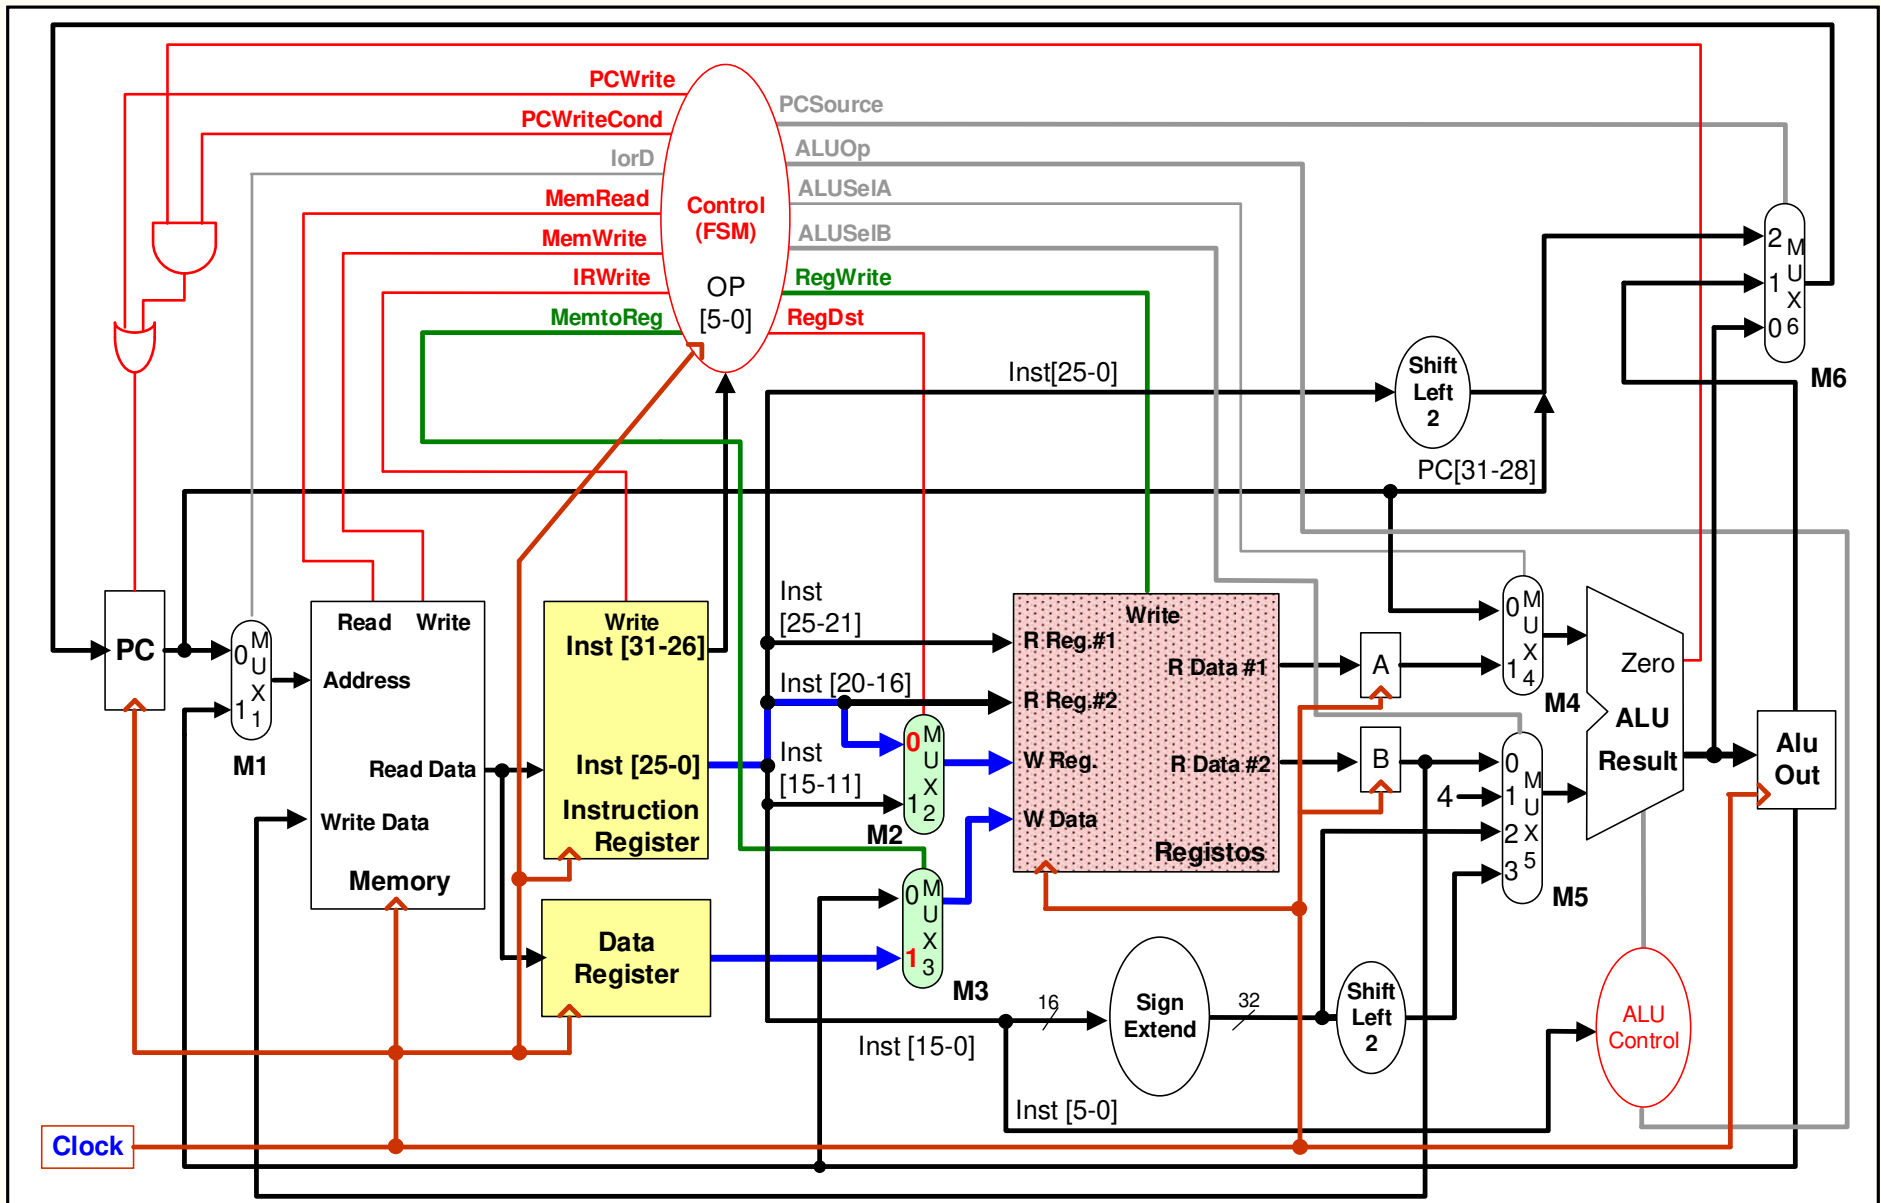 PCWrite
PCWriteCond
IorD
MemRead
MemWrite
IRWrite
MemtoReg
Control
(FSM)
OP
[5-0]
PCSource
ALUOp
ALUSelA
ALUSelB
RegWrite
RegDst
Inst[25-0]
Shift
Left
2
PC[31-28]
2
1
0
M
U
X
6
M6
PC
0
1
M
U
X
1
M1
Read
Write
Address
Read Data
Write Data
Memory
Write
Inst [31-26]
Inst [25-0]
Instruction
Register
Data
Register
Inst
[25-21]
Inst [20-16]
Inst
[15-11]
0
1
M
U
X
2
M2
0
1
M
U
X
3
M3
Write
R Reg.#1
R Reg.#2
W Reg.
W Data
R Data #1
R Data #2
Registos
A
B
4
0
1
M
U
X
4
M4
0
1
2
3
M
U
X
5
M5
Zero
ALU
Result
Alu
Out
Inst [15-0]
16
Sign
Extend
32
Shift
Left
2
ALU
Control
Inst [5-0]
Clock